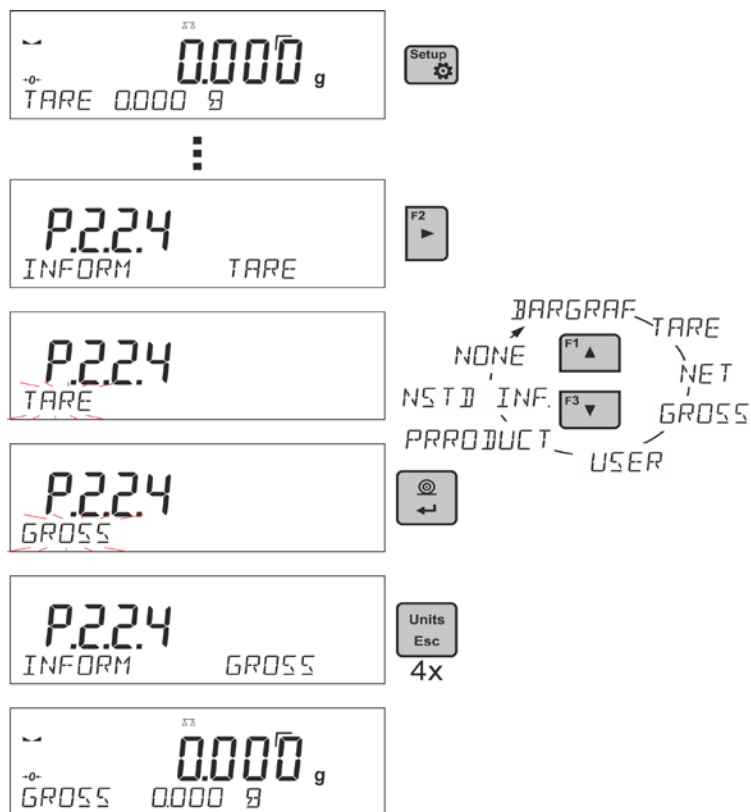 0.000 g
Setup
→0←
TARE 0.000 g
P.2.2.4
F2
INFORM TARE
P.2.2.4
TARE
BARGRAF
TARE
NONE
F1
NET
NSTD INF.
F3
GROSS
PRRODUCT
USER
P.2.2.4
GROSS
P.2.2.4
INFORM GROSS
Units
Esc
4x
0.000 g
→0←
GROSS 0.000 g